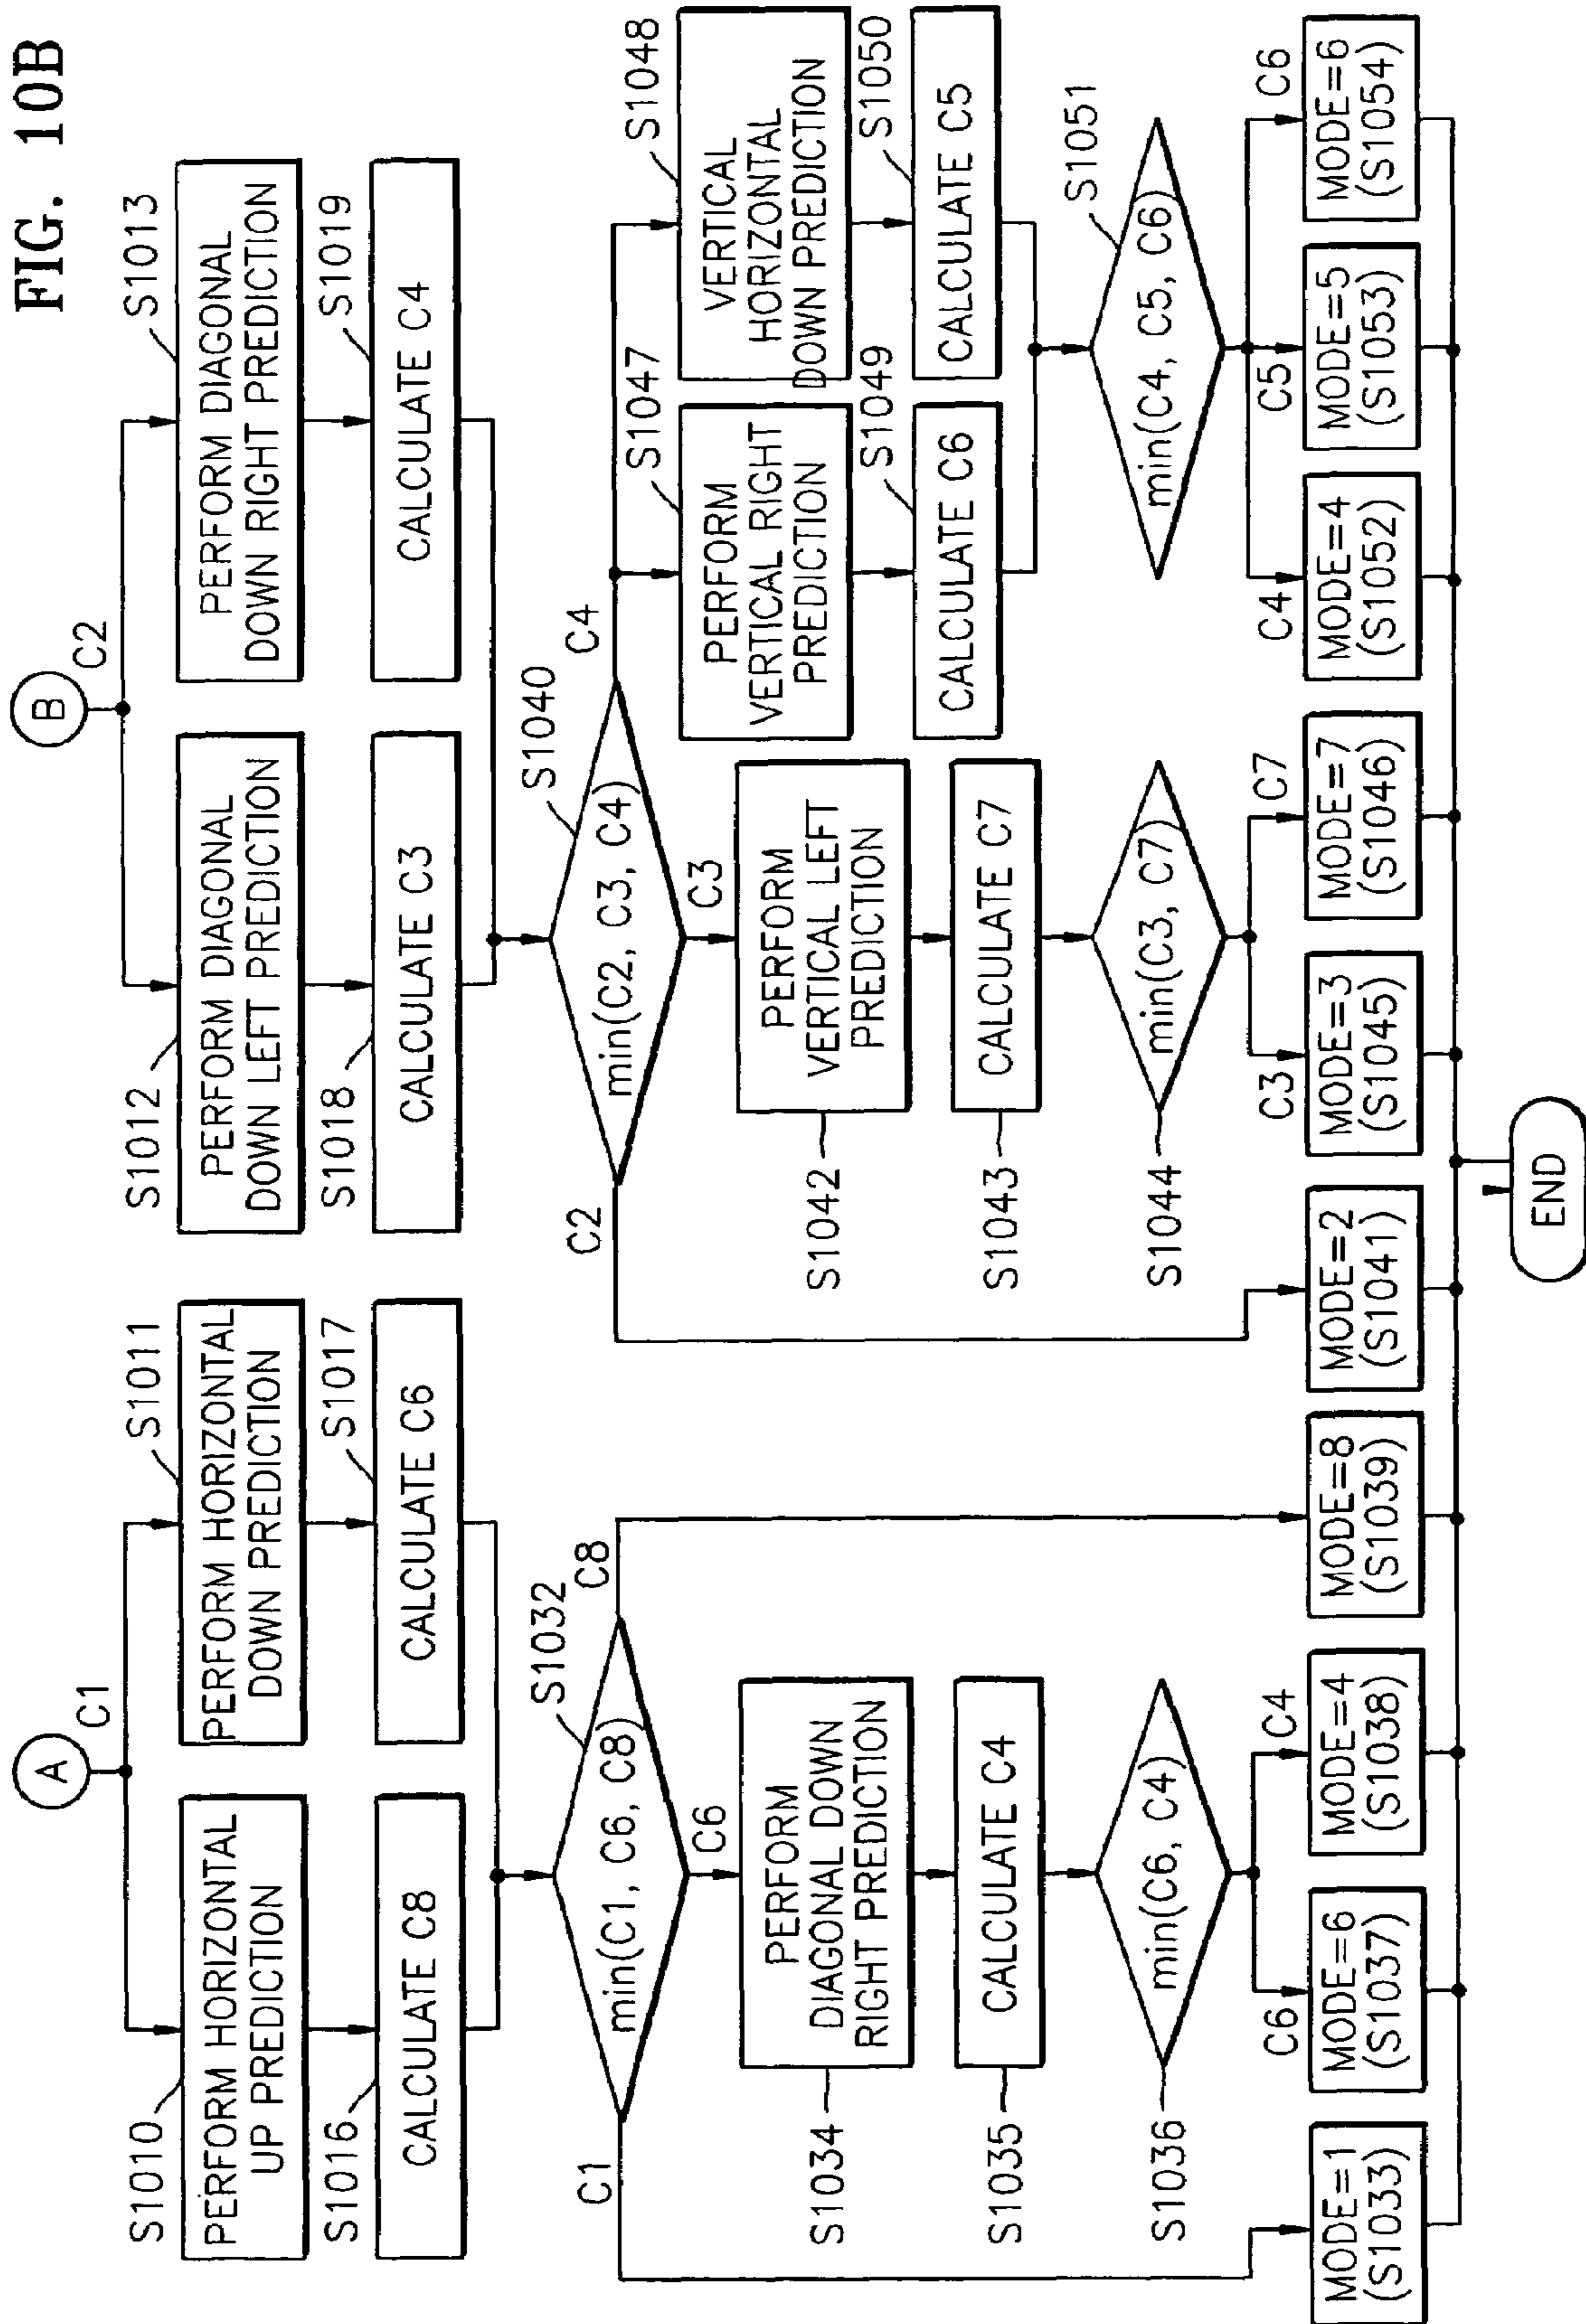 FIG. 10B
A
C1
S1010
PERFORM HORIZONTAL
UP PREDICTION
S1011
PERFORM HORIZONTAL
DOWN PREDICTION
S1016
CALCULATE C8
S1017
CALCULATE C6
S1032
min(C1, C6, C8)
C1
C6
C8
S1034
PERFORM
DIAGONAL DOWN
RIGHT PREDICTION
S1035
CALCULATE C4
S1036
min(C6, C4)
C6
C4
MODE=1
(S1033)
MODE=6
(S1037)
MODE=4
(S1038)
MODE=8
(S1039)
B
C2
S1012
PERFORM DIAGONAL
DOWN LEFT PREDICTION
S1013
PERFORM DIAGONAL
DOWN RIGHT PREDICTION
S1018
CALCULATE C3
S1019
CALCULATE C4
S1040
min(C2, C3, C4)
C2
C3
C4
S1042
PERFORM
VERTICAL LEFT
PREDICTION
S1043
CALCULATE C7
S1044
min(C3, C7)
C3
C7
S1047
PERFORM
VERTICAL RIGHT
PREDICTION
S1048
VERTICAL
HORIZONTAL
DOWN PREDICTION
S1049
CALCULATE C6
S1050
CALCULATE C5
S1051
min(C4, C5, C6)
C4
C5
C6
MODE=2
(S1041)
MODE=3
(S1045)
MODE=7
(S1046)
MODE=4
(S1052)
MODE=5
(S1053)
MODE=6
(S1054)
END